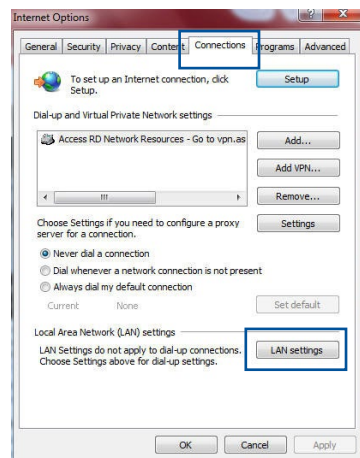 Internet Options
General Security Privacy Content Connections Programs Advanced
To set up an Internet connection, click
Setup.
Setup
Dial-up and Virtual Private Network settings
Access RD Network Resources - Go to vpn.as
Add...
Add VPN...
Remove...
Choose Settings if you need to configure a proxy
server for a connection.
Settings
Never dial a connection
Dial whenever a network connection is not present
Always dial my default connection
Current None
Set default
Local Area Network (LAN) settings
LAN Settings do not apply to dial-up connections.
Choose Settings above for dial-up settings.
LAN settings
OK Cancel Apply